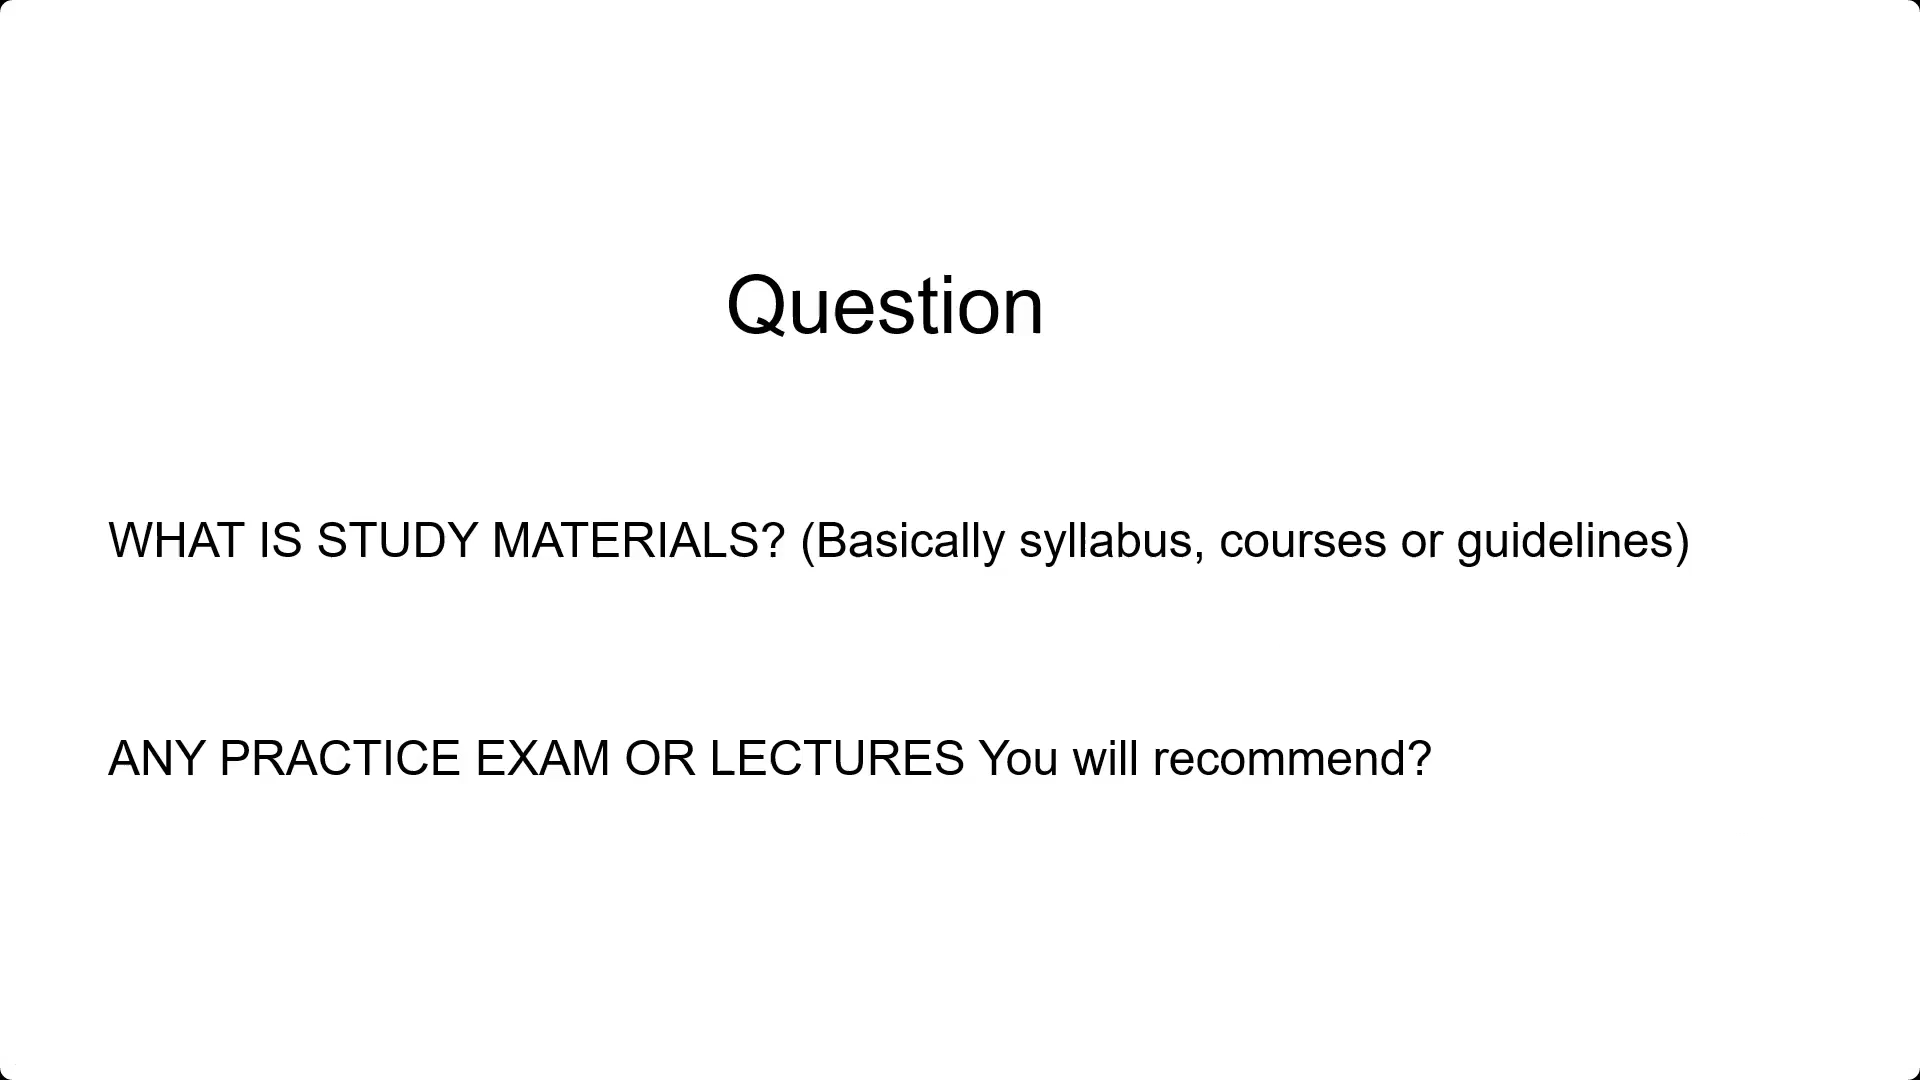 Question
WHAT IS STUDY MATERIALS? (Basically syllabus, courses or guidelines)
ANY PRACTICE EXAM OR LECTURES You will recommend?